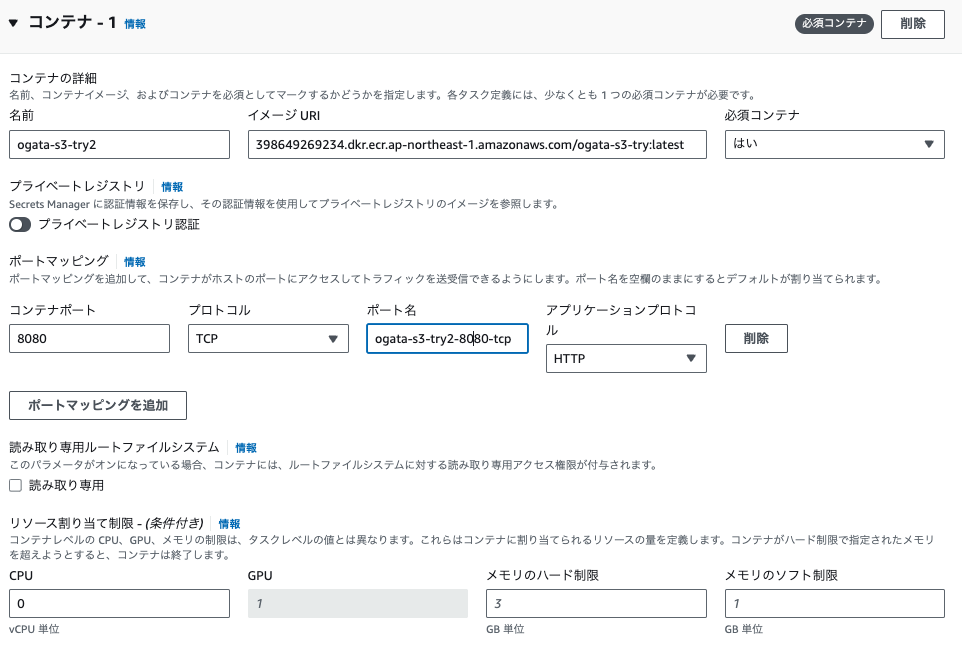 ▼ コンテナ - 1 情報 必須コンテナ 削除
コンテナの詳細
名前、コンテナイメージ、およびコンテナを必須としてマークするかどうかを指定します。各タスク定義には、少なくとも 1 つの必須コンテナが必要です。
名前 イメージ URI 必須コンテナ
ogata-s3-try2 398649269234.dkr.ecr.ap-northeast-1.amazonaws.com/ogata-s3-try:latest はい
プライベートレジストリ 情報
Secrets Manager に認証情報を保存し、その認証情報を使用してプライベートレジストリのイメージを参照します。
プライベートレジストリ認証
ポートマッピング 情報
ポートマッピングを追加して、コンテナがホストのポートにアクセスしてトラフィックを送受信できるようにします。ポート名を空欄のままにするとデフォルトが割り当てられます。
コンテナポート プロトコル ポート名 アプリケーションプロトコ
ル
8080 TCP ogata-s3-try2-8080-tcp 削除
HTTP
ポートマッピングを追加
読み取り専用ルートファイルシステム 情報
このパラメータがオンになっている場合、コンテナには、ルートファイルシステムに対する読み取り専用アクセス権限が付与されます。
読み取り専用
リソース割り当て制限 - (条件付き) 情報
コンテナレベルの CPU、GPU、メモリの制限は、タスクレベルの値とは異なります。これらはコンテナに割り当てられるリソースの量を定義します。コンテナがハード制限で指定されたメモリ
を超えようとすると、コンテナは終了します。
CPU GPU メモリのハード制限 メモリのソフト制限
0 1 3 1
vCPU 単位 GB 単位 GB 単位